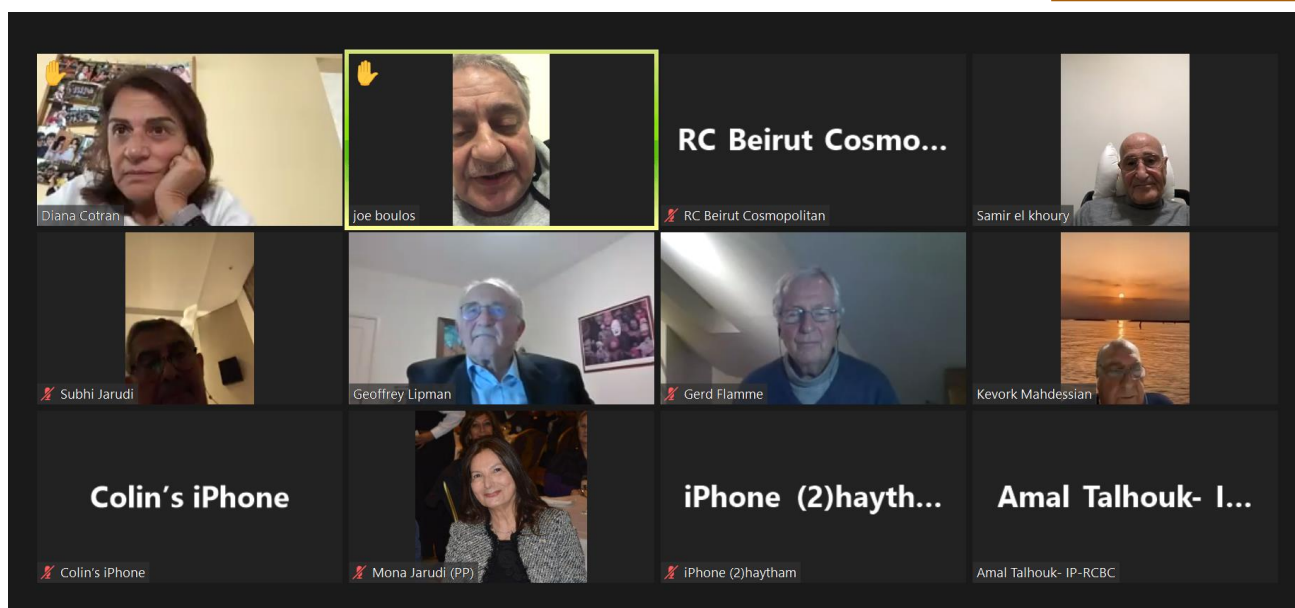 Diana Cotran
joe boulos
RC Beirut Cosmo...
RC Beirut Cosmopolitan
Samir el khoury
Subhi Jarudi
Geoffrey Lipman
Gerd Flamme
Kevork Mahdessian
Colin's iPhone
Colin's iPhone
Mona Jarudi (PP)
iPhone (2)hayth...
iPhone (2)haytham
Amal Talhouk- I...
Amal Talhouk- IP-RCBC